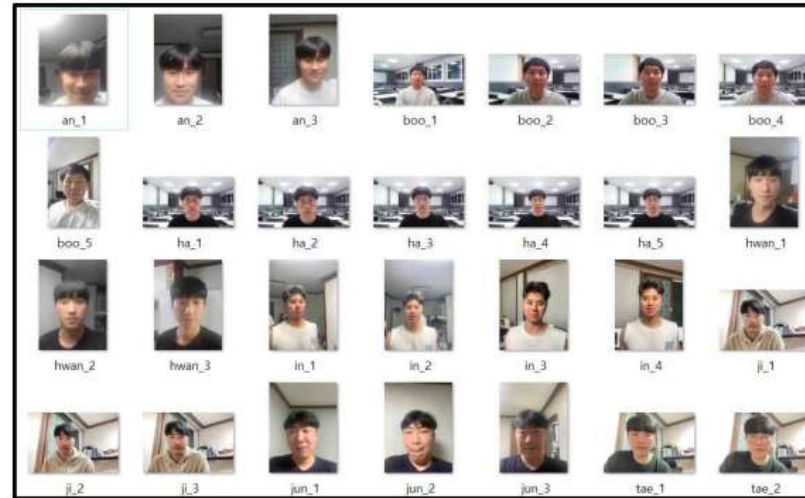 an_1 an_2 an_3 boo_1 boo_2 boo_3 boo_4
boo_5 ha_1 ha_2 ha_3 ha_4 ha_5 hwan_1
hwan_2 hwan_3 in_1 in_2 in_3 in_4 ji_1
ji_2 ji_3 jun_1 jun_2 jun_3 tae_1 tae_2